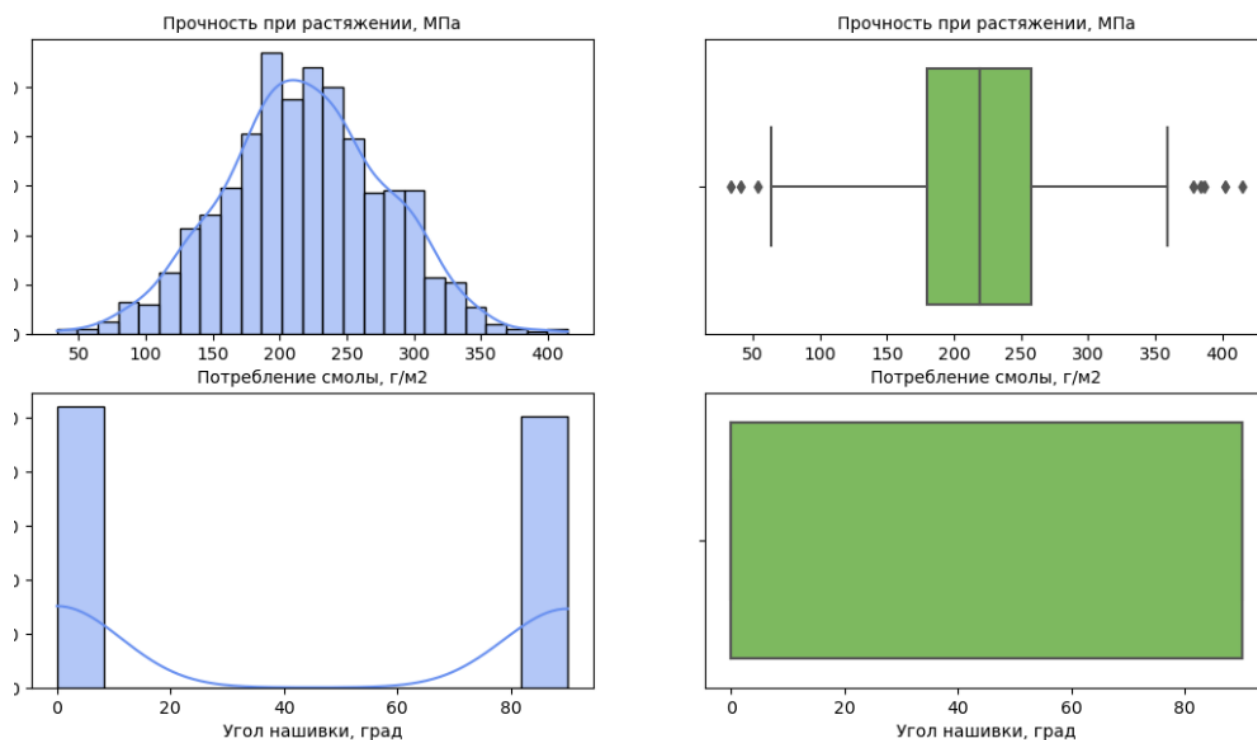 Прочность при растяжении, МПа Прочность при растяжении, МПа
50 100 150 200 250 300 350 400 50 100 150 200 250 300 350 400
Потребление смолы, г/м2 Потребление смолы, г/м2
0 20 40 60 80 0 20 40 60 80
Угол нашивки, град Угол нашивки, град